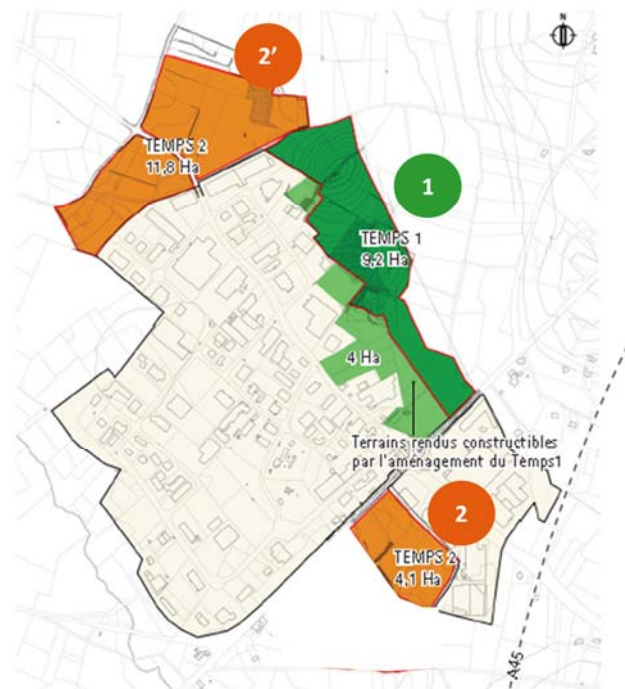 N
2'
TEMPS 2
11,8 Ha
1
TEMPS 1
9,2 Ha
4 Ha
Terrains rendus constructibles
par l'aménagement du Temps1
2
TEMPS 2
4,1 Ha
A45